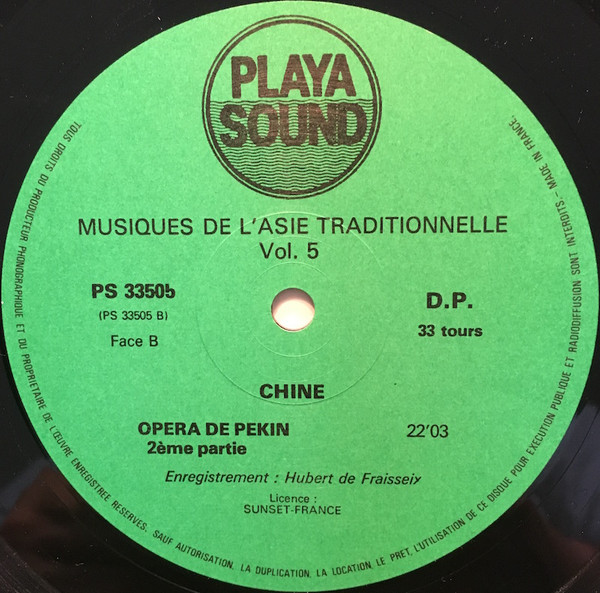 PLAYA
SOUND
MUSIQUES DE L'ASIE TRADITIONNELLE
Vol. 5
PS 33505
(PS 33505 B)
Face B
D.P.
33 tours
CHINE
OPERA DE PEKIN 22'03
2ème partie
Enregistrement : Hubert de Fraisseix
Licence :
SUNSET-FRANCE
TOUS DROITS DU PRODUCTEUR PHONOGRAPHIQUE ET DU PROPRIETAIRE DE L'ŒUVRE ENREGISTREE RESERVES. SAUF AUTORISATION, LA DUPLICATION, LA LOCATION, LE PRET, L'UTILISATION DE CE DISQUE POUR EXECUTION PUBLIQUE ET RADIODIFFUSION SONT INTERDITS - MADE IN FRANCE.